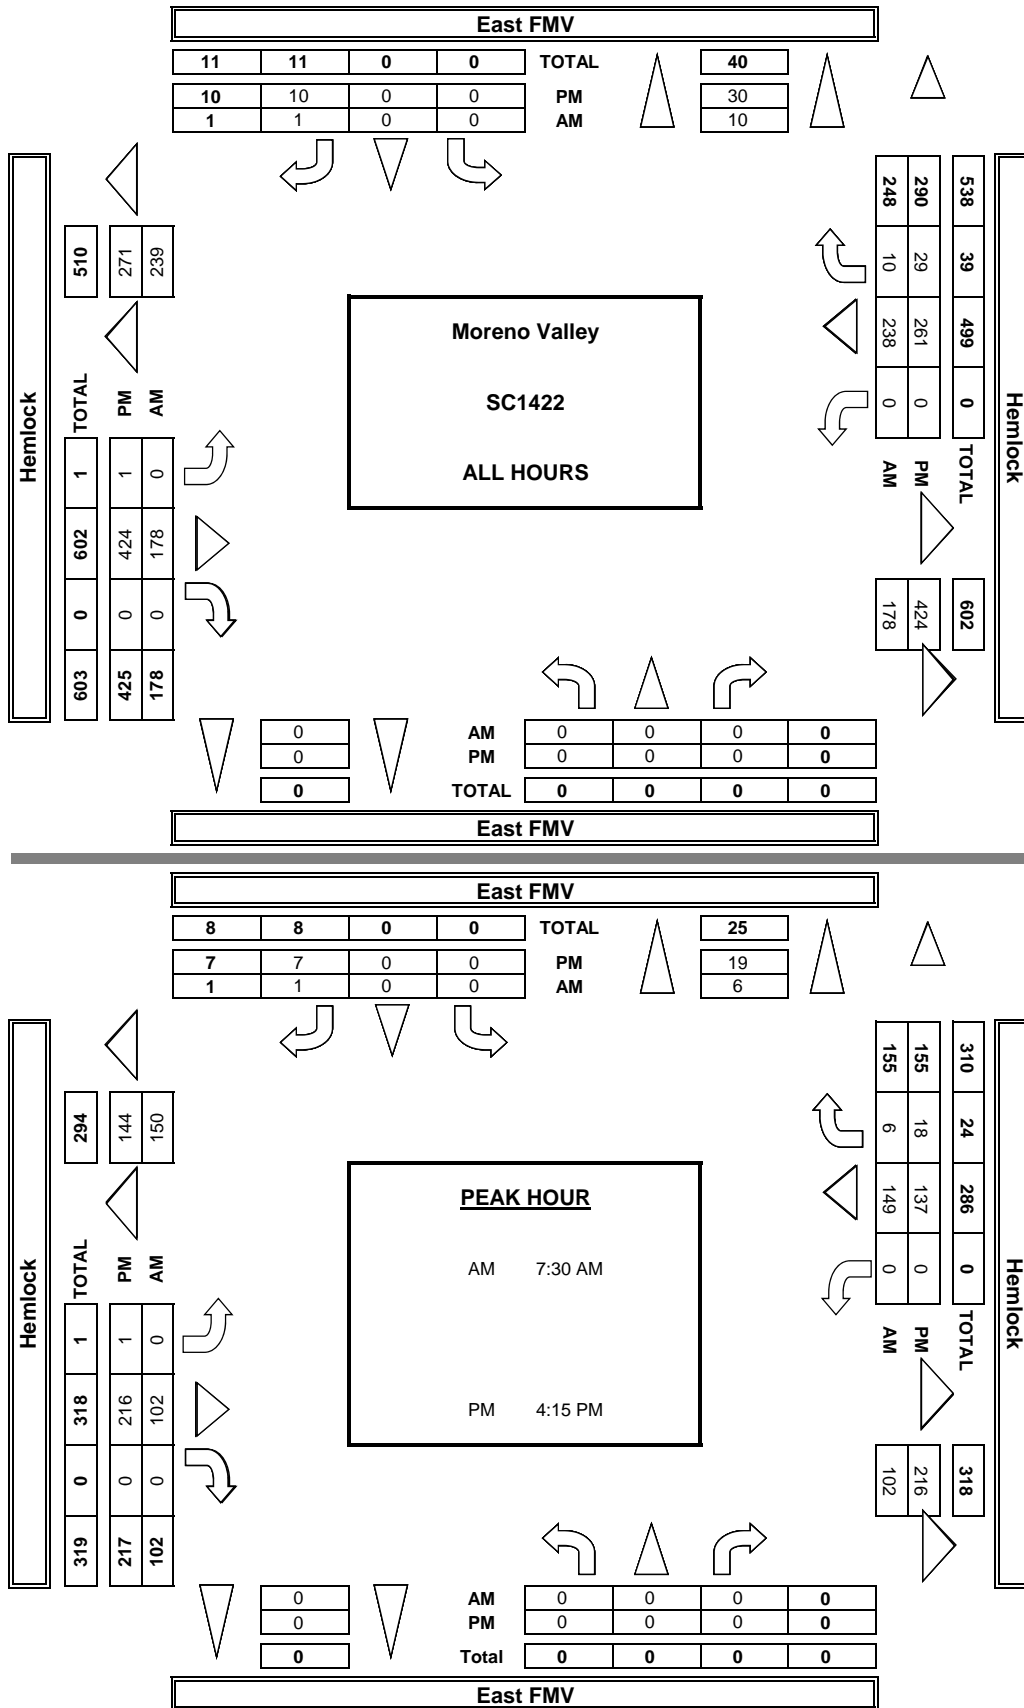 East FMV
11 11 0 0 TOTAL 40
10 10 0 0 PM 30
1 1 0 0 AM 10
Hemlock
510
271
239
TOTAL PM AM
1 1 0
602 424 178
0 0 0
603 425 178
Moreno Valley
SC1422
ALL HOURS
248 290 538
10 29 39
238 261 499
0 0 0
AM PM TOTAL
178 424 602
Hemlock
0 AM 0 0 0 0
0 PM 0 0 0 0
0 TOTAL 0 0 0 0
East FMV
East FMV
8 8 0 0 TOTAL 25
7 7 0 0 PM 19
1 1 0 0 AM 6
Hemlock
294
144
150
TOTAL PM AM
1 1 0
318 216 102
0 0 0
319 217 102
PEAK HOUR
AM 7:30 AM
PM 4:15 PM
155 155 310
6 18 24
149 137 286
0 0 0
AM PM TOTAL
102 216 318
Hemlock
0 AM 0 0 0 0
0 PM 0 0 0 0
0 Total 0 0 0 0
East FMV